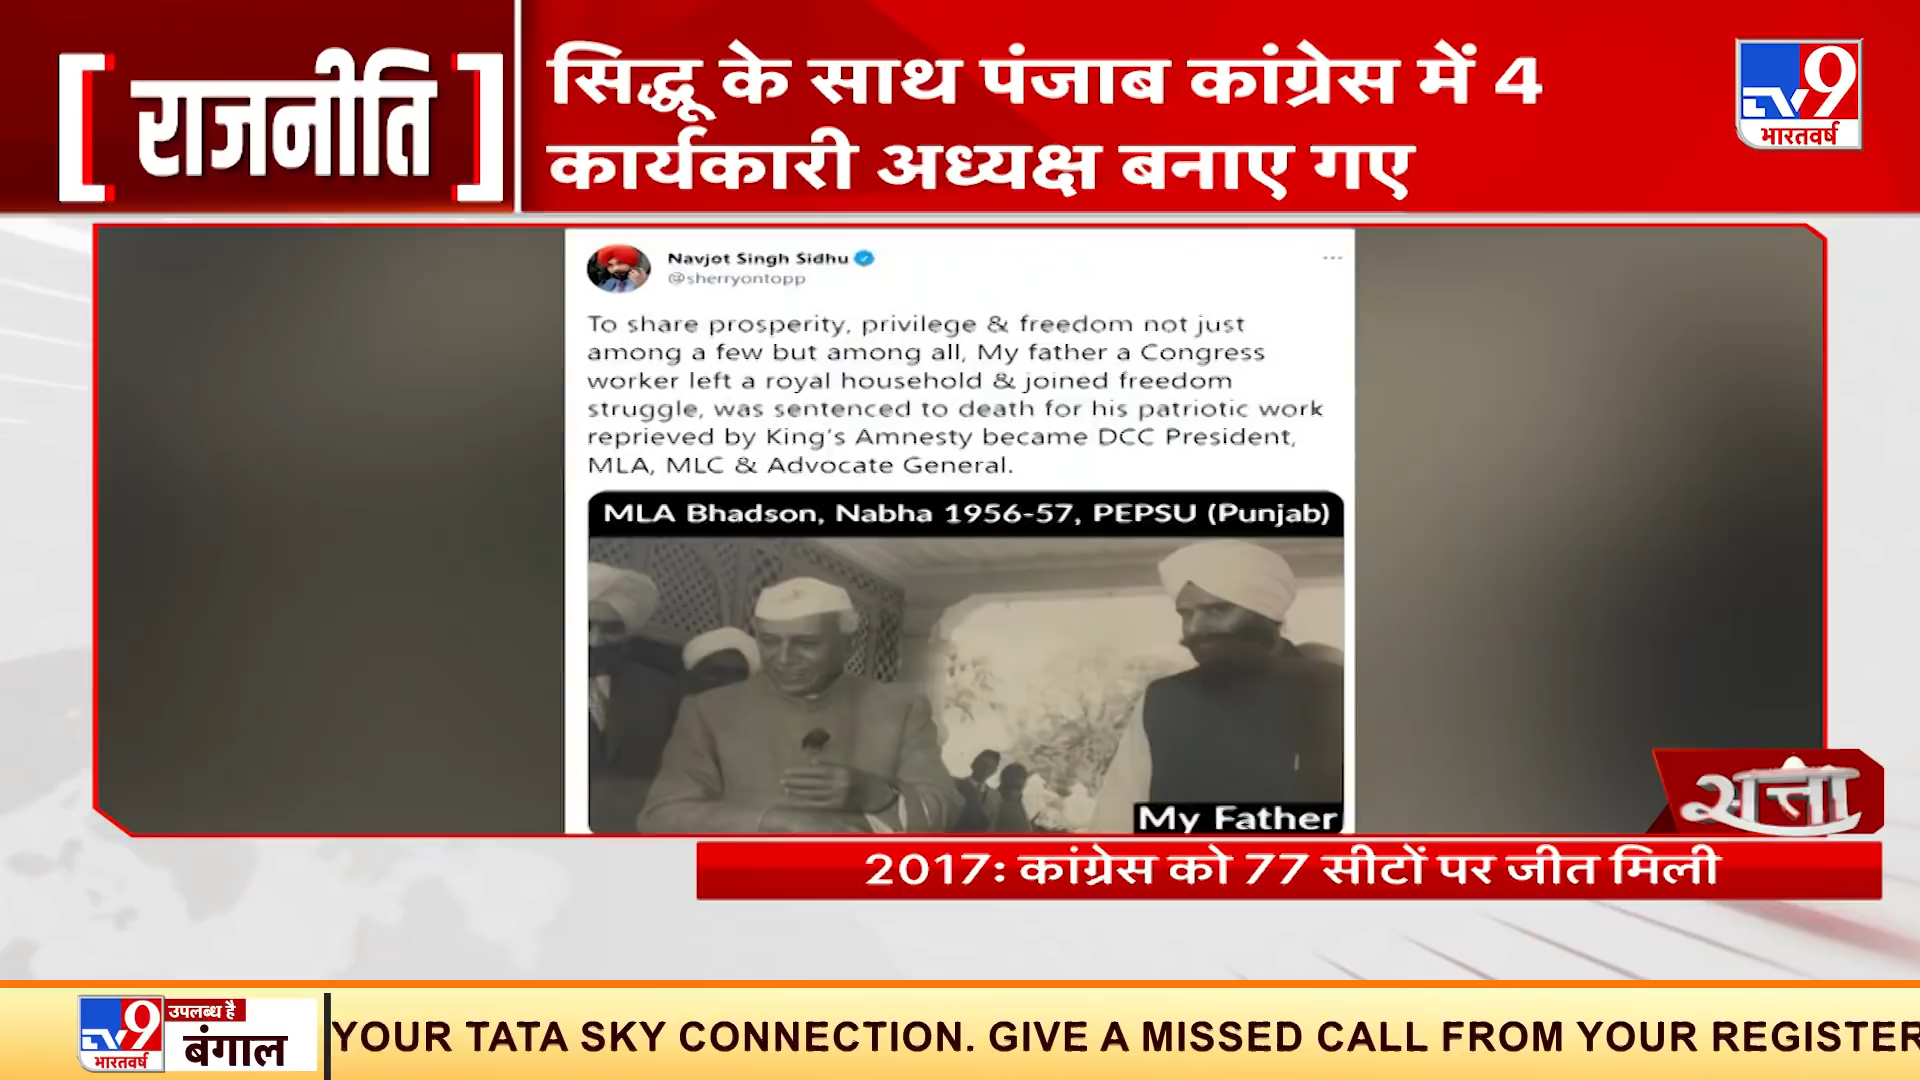 [ राजनीति ]
सिद्धू के साथ पंजाब कांग्रेस में 4
कार्यकारी अध्यक्ष बनाए गए
TV9
भारतवर्ष
Navjot Singh Sidhu
@sherryontopp
To share prosperity, privilege & freedom not just
among a few but among all, My father a Congress
worker left a royal household & joined freedom
struggle, was sentenced to death for his patriotic work
reprieved by King's Amnesty became DCC President,
MLA, MLC & Advocate General.
MLA Bhadson, Nabha 1956-57, PEPSU (Punjab)
My Father
सत्ता
2017: कांग्रेस को 77 सीटों पर जीत मिली
TV9
भारतवर्ष
उपलब्ध है
बंगाल
YOUR TATA SKY CONNECTION. GIVE A MISSED CALL FROM YOUR REGISTER